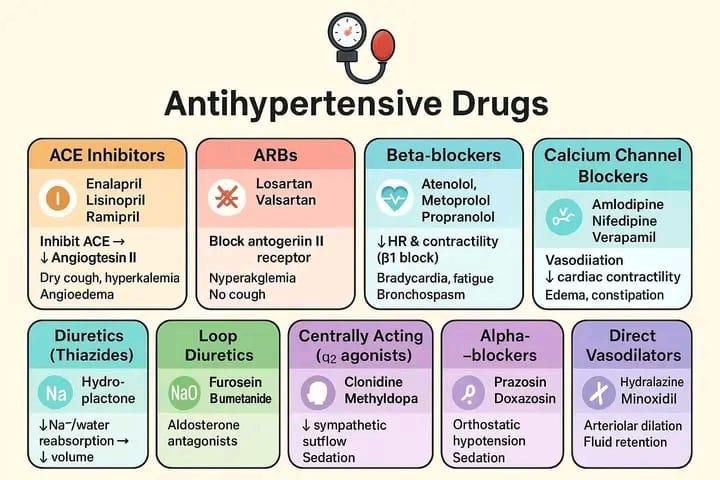 Antihypertensive Drugs
ACE Inhibitors
I
Enalapril
Lisinopril
Ramipril
Inhibit ACE →
↓ Angiogtesin II
Dry cough, hyperkalemia
Angioedema
ARBs
Losartan
Valsartan
Block antogeriin II
receptor
Nyperakglemia
No cough
Beta-blockers
Atenolol,
Metoprolol
Propranolol
↓HR & contractility
(β1 block)
Bradycardia, fatigue
Bronchospasm
Calcium Channel
Blockers
Amlodipine
Nifedipine
Verapamil
Vasodiiation
↓ cardiac contractility
Edema, constipation
Diuretics
(Thiazides)
Na
Hydro-
plactone
↓Na⁻/water
reabsorption →
↓ volume
Loop
Diuretics
NaO
Furosein
Bumetanide
Aldosterone
antagonists
Centrally Acting
(q₂ agonists)
Clonidine
Methyldopa
↓ sympathetic
sutflow
Sedation
Alpha-
–blockers
Prazosin
Doxazosin
Orthostatic
hypotension
Sedation
Direct
Vasodilators
Hydralazine
Minoxidil
Arteriolar dilation
Fluid retention